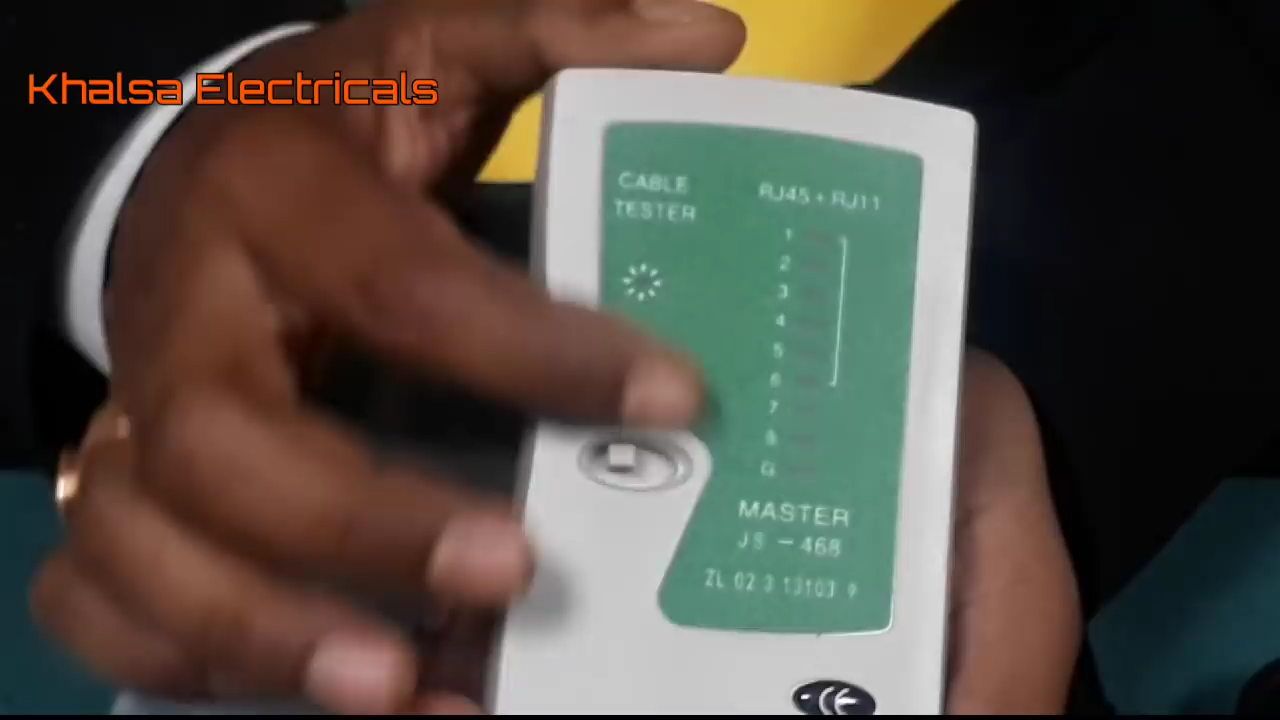 Khalsa Electricals
CABLE
TESTER
RJ45 + RJ11
1
2
3
4
5
6
7
8
G
MASTER
JS - 468
ZL 02 3 13103 9
CE